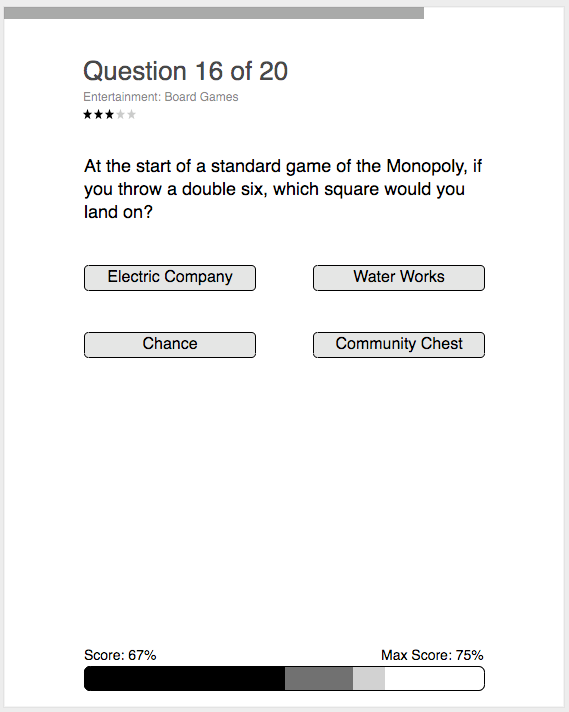 Question 16 of 20
Entertainment: Board Games
At the start of a standard game of the Monopoly, if
you throw a double six, which square would you
land on?
Electric Company
Water Works
Chance
Community Chest
Score: 67%
Max Score: 75%